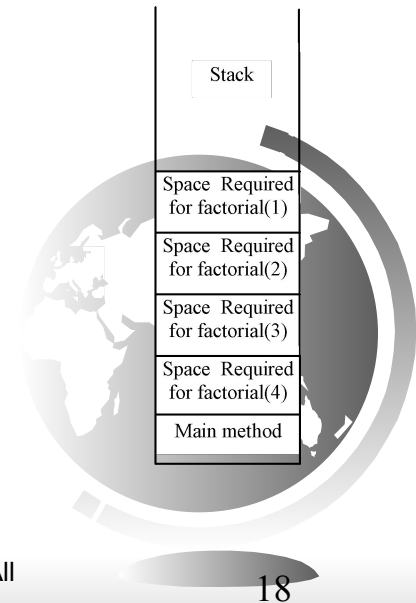 Stack
Space Required
for factorial(1)
Space Required
for factorial(2)
Space Required
for factorial(3)
Space Required
for factorial(4)
Main method
18